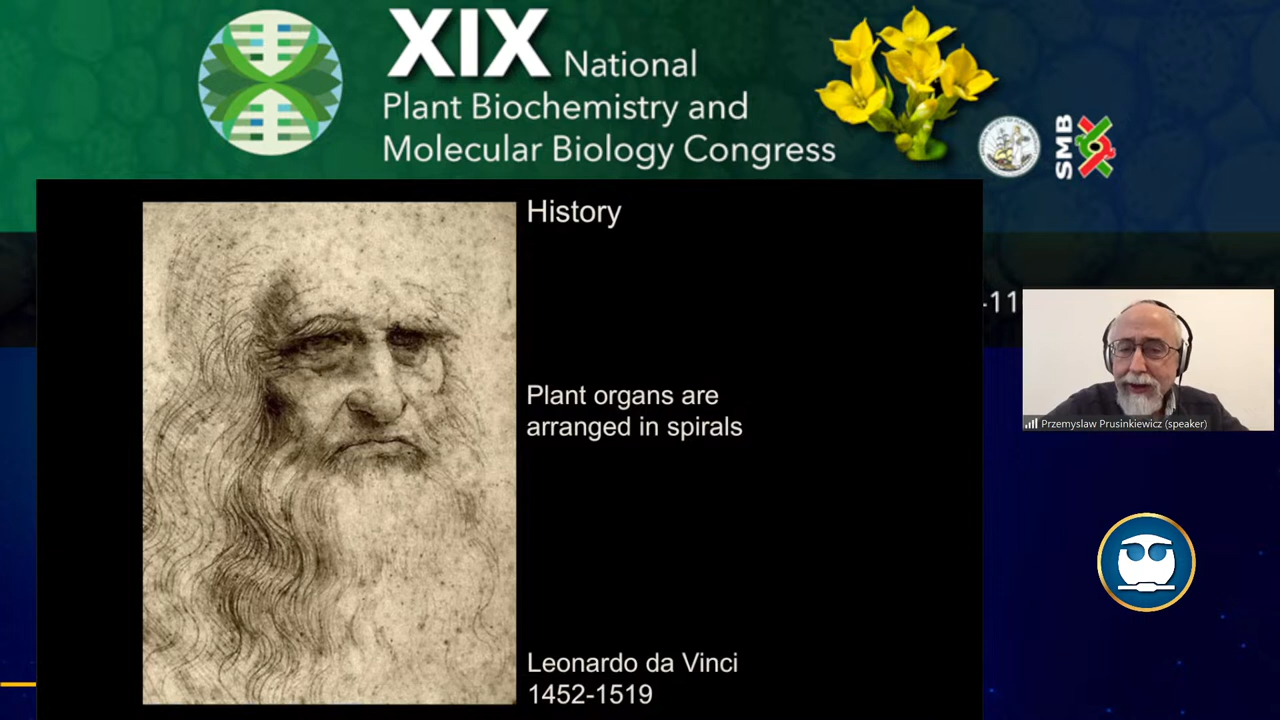 XIX National
Plant Biochemistry and
Molecular Biology Congress
SMB
History
Plant organs are
arranged in spirals
Leonardo da Vinci
1452-1519
-11
Przemyslaw Prusinkiewicz (speaker)